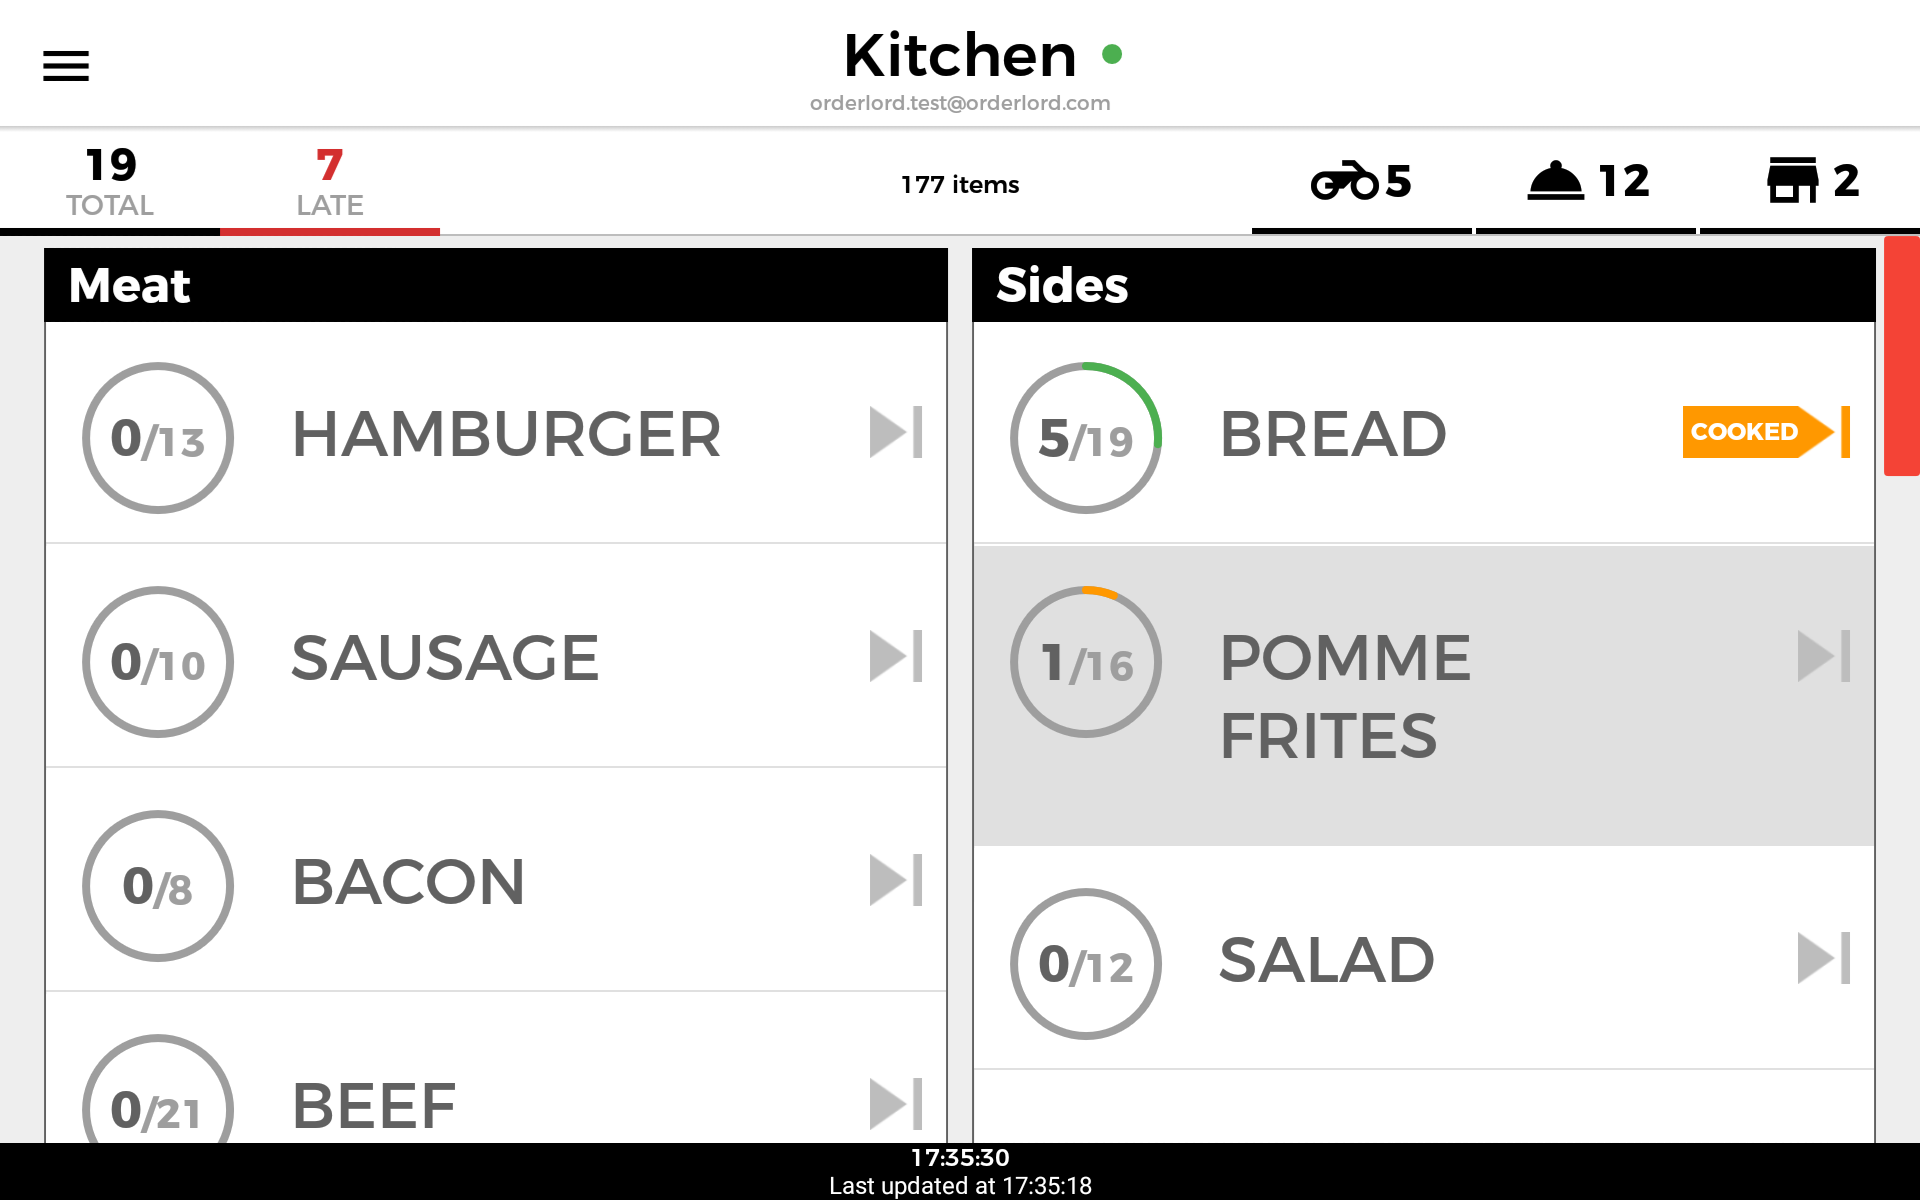 Kitchen
orderlord.test@orderlord.com
19
TOTAL
7
LATE
177 items
5
12
2
Meat
0/13 HAMBURGER
0/10 SAUSAGE
0/8 BACON
0/21 BEEF
Sides
5/19 BREAD COOKED
1/16 POMME
FRITES
0/12 SALAD
17:35:30
Last updated at 17:35:18